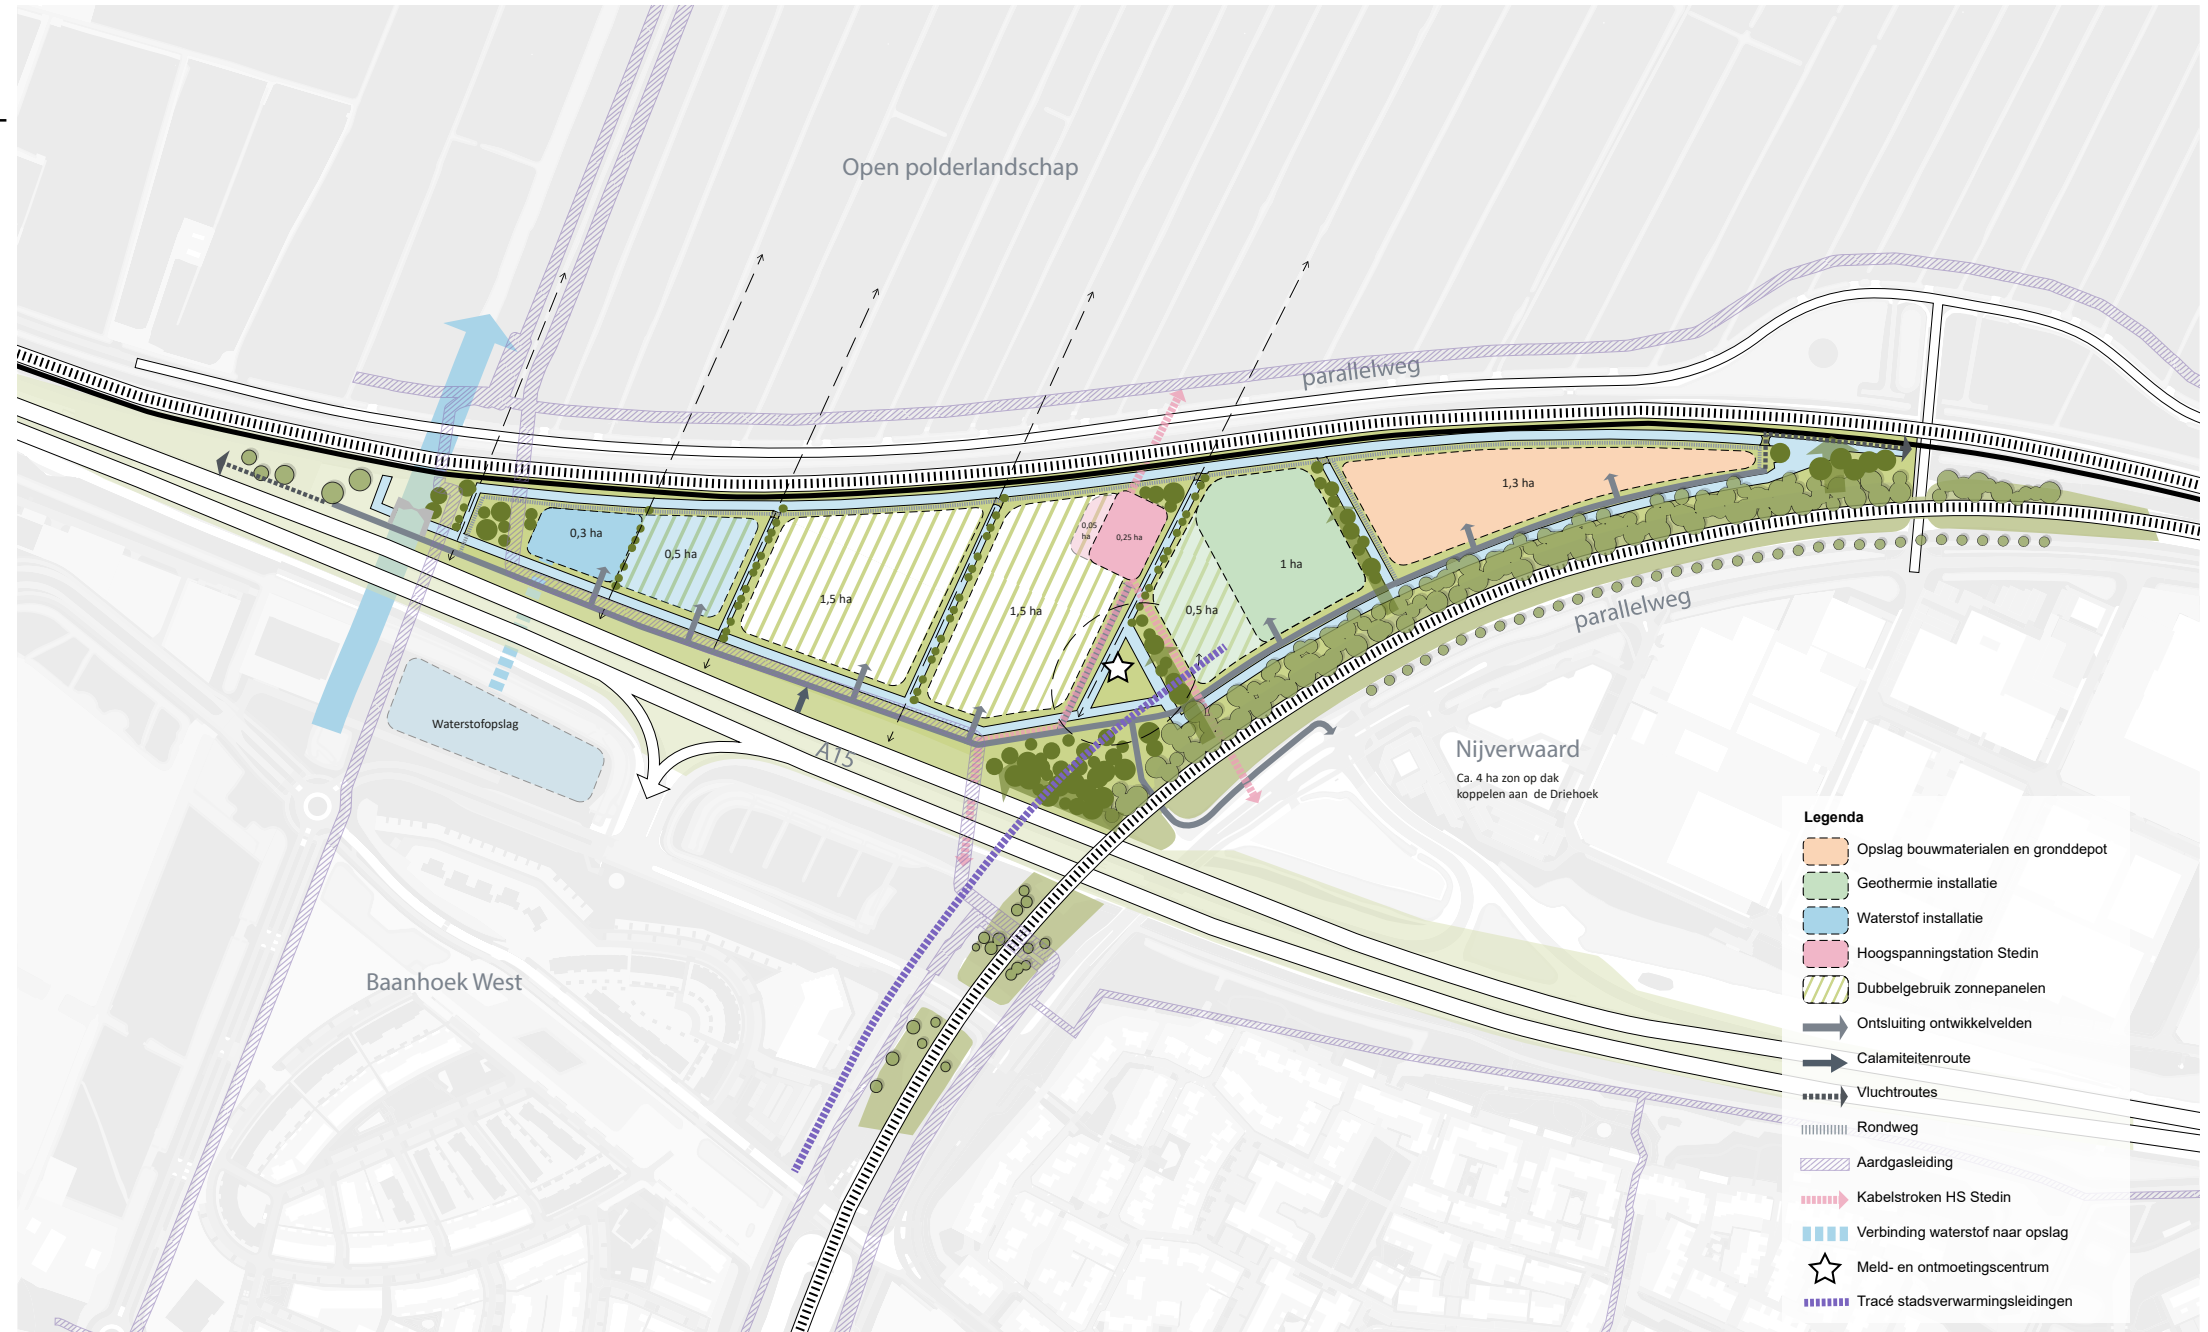 Open polderlandschap
parallelweg
1,3 ha
0,3 ha
0,5 ha
0,05
ha
0,25 ha
1 ha
1,5 ha
1,5 ha
0,5 ha
parallelweg
Waterstofopslag
A15
Nijverwaard
Ca. 4 ha zon op dak
koppelen aan de Driehoek
Baanhoek West
Legenda
Opslag bouwmaterialen en gronddepot
Geothermie installatie
Waterstof installatie
Hoogspanningstation Stedin
Dubbelgebruik zonnepanelen
Ontsluiting ontwikkelvelden
Calamiteitenroute
Vluchtroutes
Rondweg
Aardgasleiding
Kabelstroken HS Stedin
Verbinding waterstof naar opslag
Meld- en ontmoetingscentrum
Tracé stadsverwarmingsleidingen